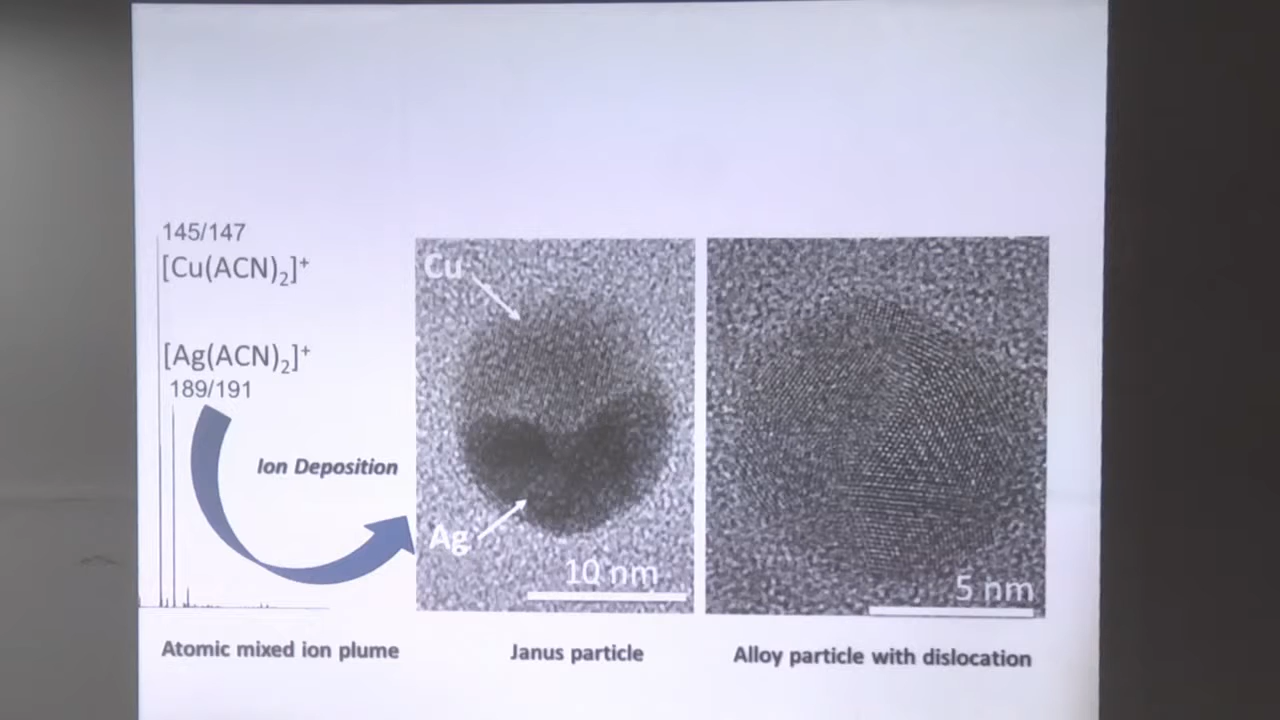 145/147
[Cu(ACN)₂]⁺
[Ag(ACN)₂]⁺
189/191
Ion Deposition
Cu
Ag
10 nm
5 nm
Atomic mixed ion plume
Janus particle
Alloy particle with dislocation